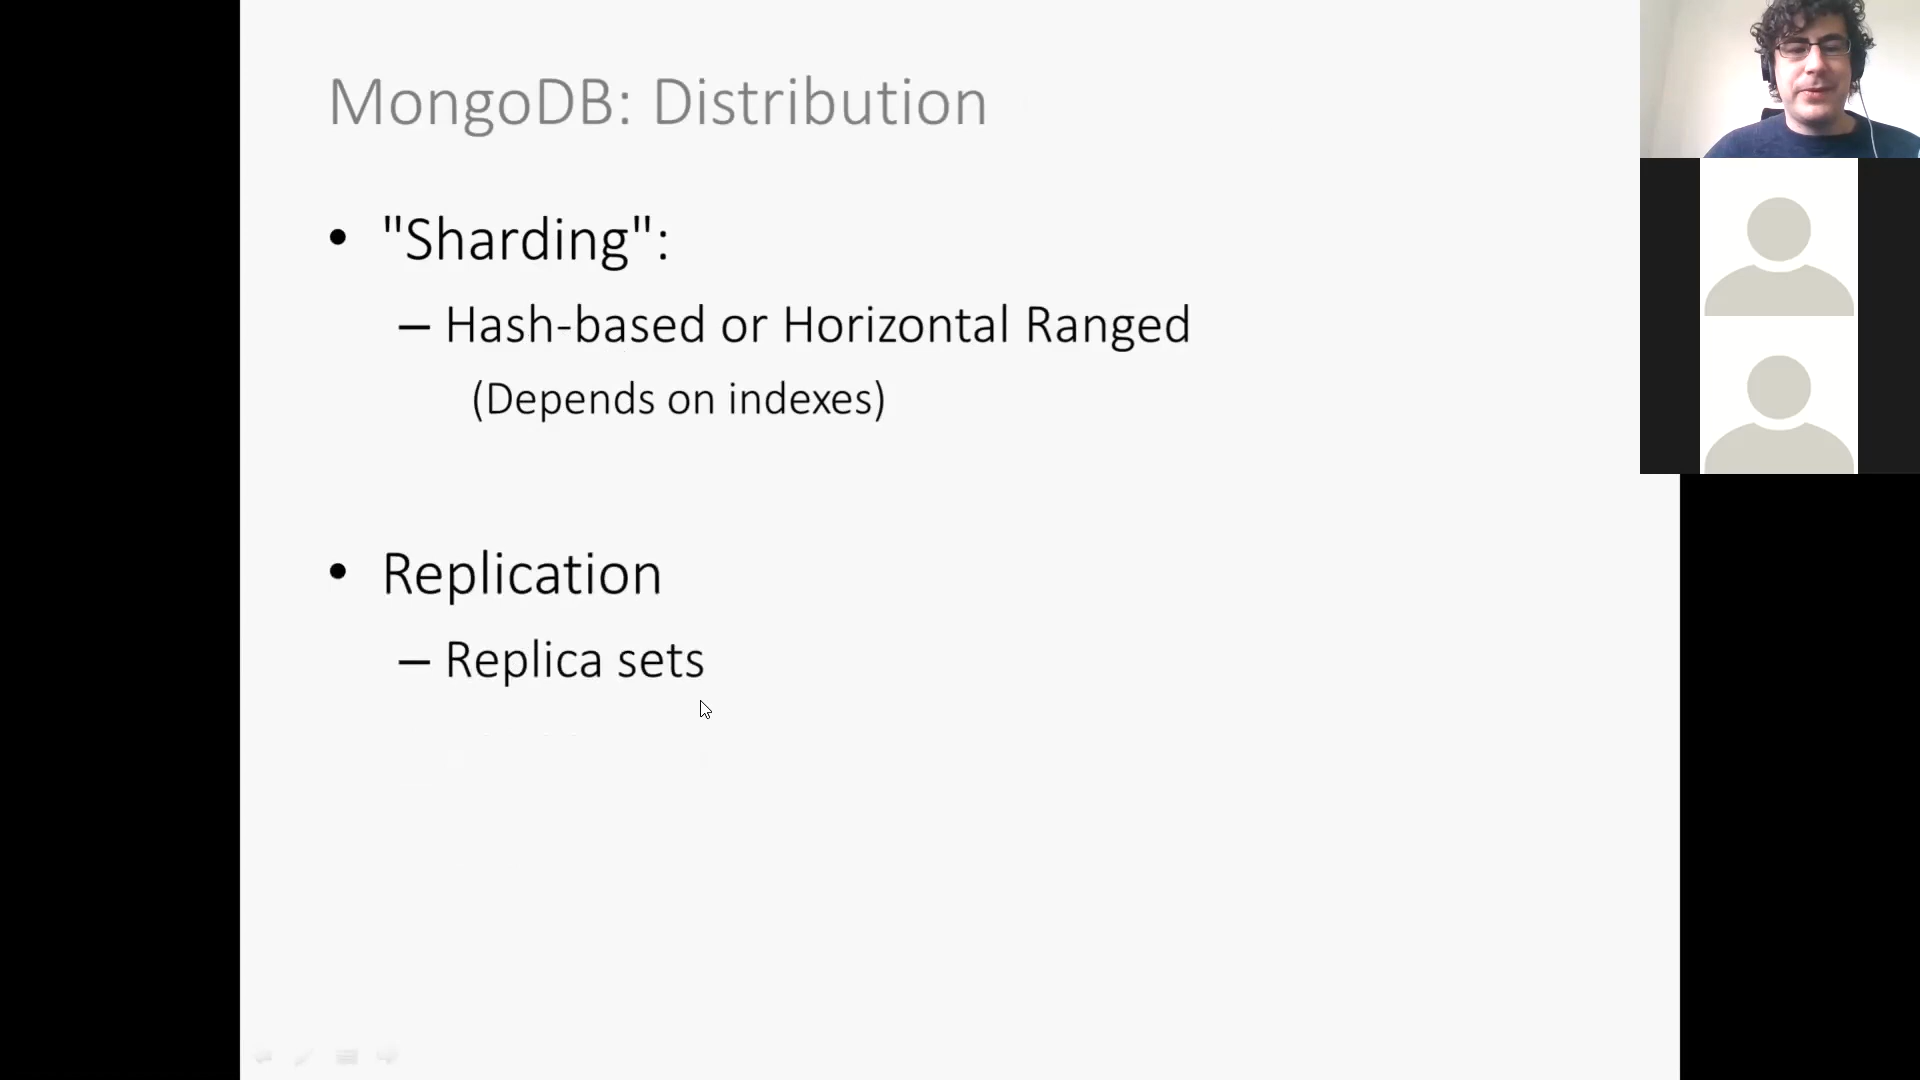 MongoDB: Distribution
• "Sharding":
– Hash-based or Horizontal Ranged
(Depends on indexes)
• Replication
– Replica sets